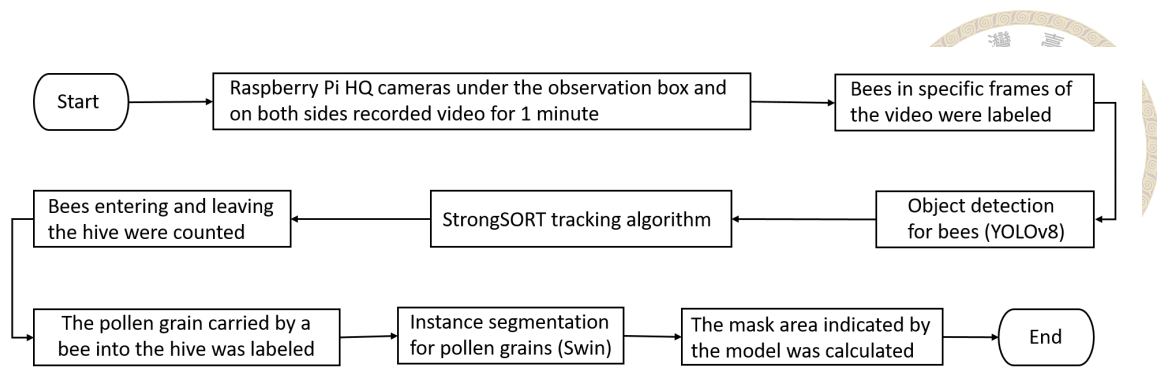 灣 臺
Start
Raspberry Pi HQ cameras under the observation box and
on both sides recorded video for 1 minute
Bees in specific frames of
the video were labeled
Object detection
for bees (YOLOv8)
StrongSORT tracking algorithm
Bees entering and leaving
the hive were counted
The pollen grain carried by a
bee into the hive was labeled
Instance segmentation
for pollen grains (Swin)
The mask area indicated by
the model was calculated
End